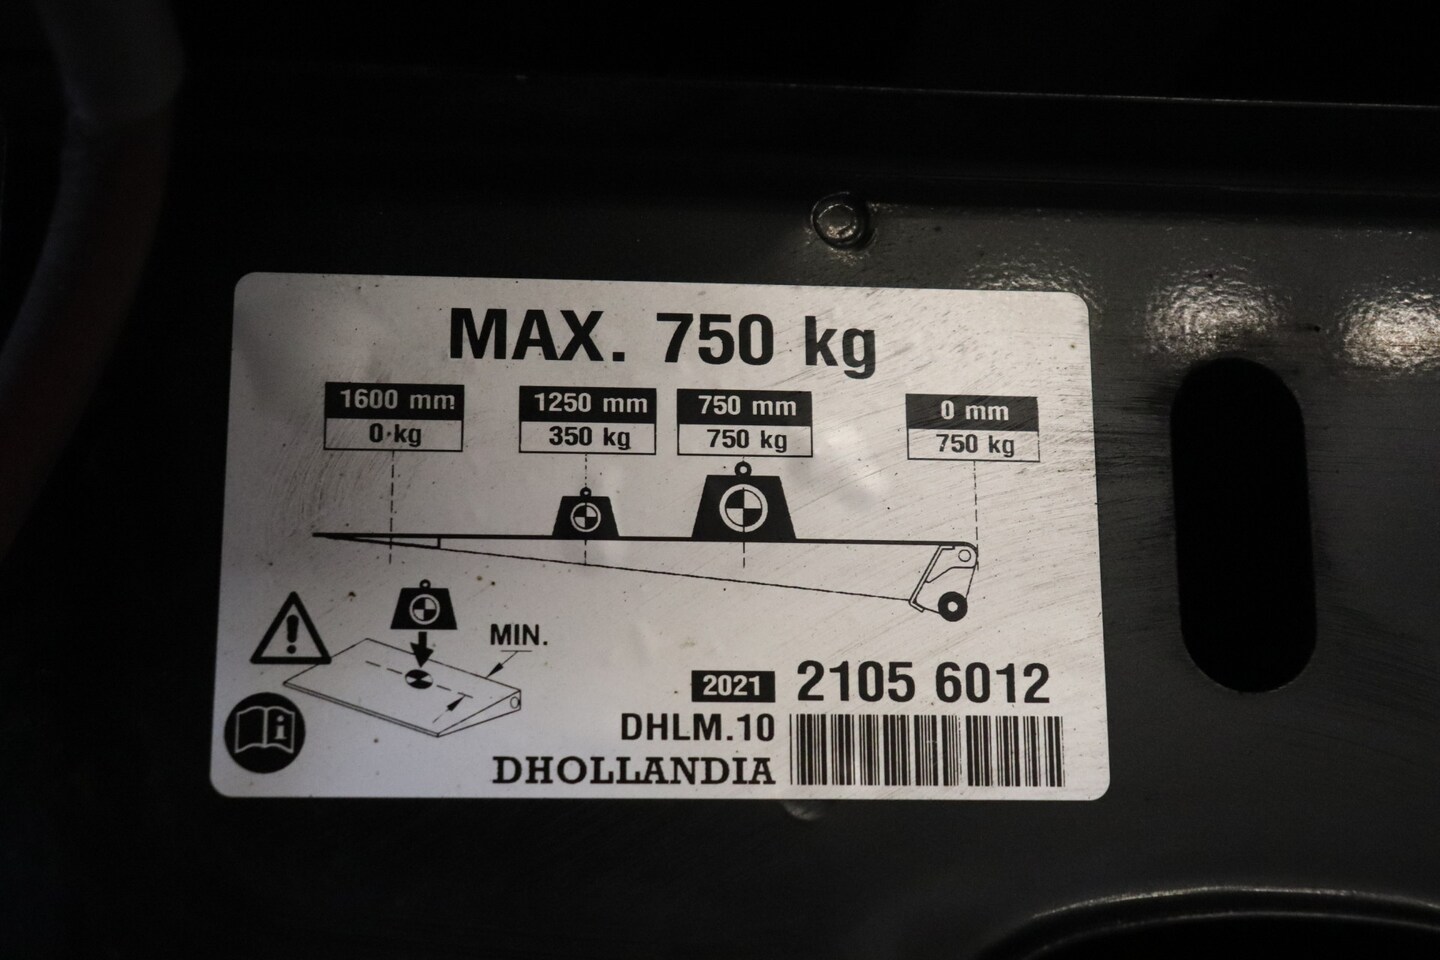 MAX. 750 kg
1600 mm 1250 mm 750 mm 0 mm
0 kg 350 kg 750 kg 750 kg
MIN.
2021 2105 6012
DHLM.10
DHOLLANDIA